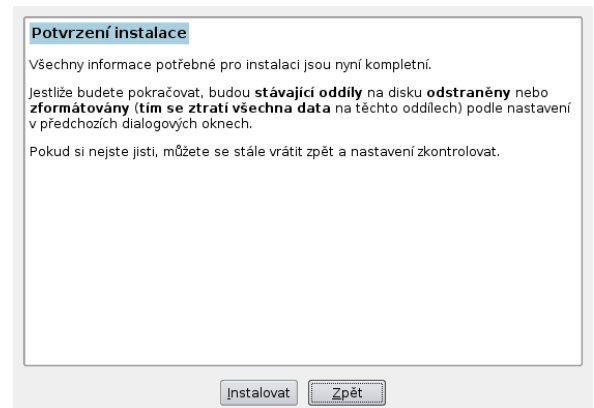 Potvrzení instalace
Všechny informace potřebné pro instalaci jsou nyní kompletní.
Jestliže budete pokračovat, budou stávající oddíly na disku odstraněny nebo
zformátovány (tím se ztratí všechna data na těchto oddílech) podle nastavení
v předchozích dialogových oknech.
Pokud si nejste jisti, můžete se stále vrátit zpět a nastavení zkontrolovat.
Instalovat
Zpět